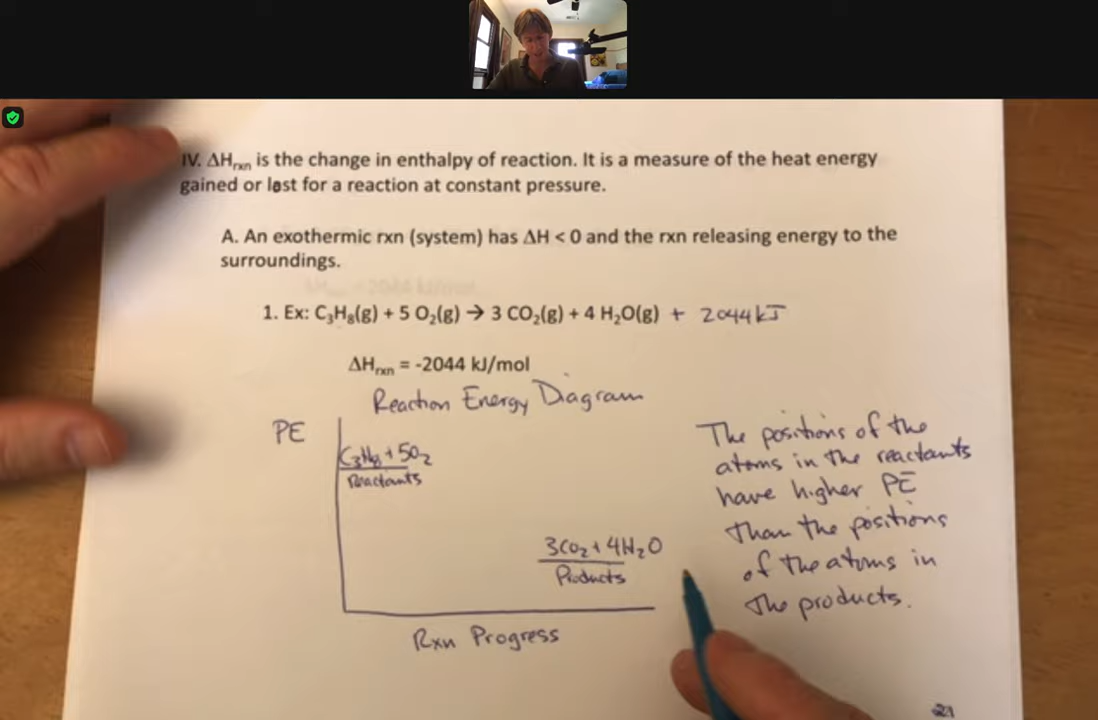 IV. ΔHrxn is the change in enthalpy of reaction. It is a measure of the heat energy
gained or lost for a reaction at constant pressure.
A. An exothermic rxn (system) has ΔH < 0 and the rxn releasing energy to the
surroundings.
1. Ex: C3H8(g) + 5 O2(g) → 3 CO2(g) + 4 H2O(g) + 2044 kJ
ΔHrxn = -2044 kJ/mol
Reaction Energy Diagram
PE
C3H8 + 5O2
Reactants
3CO2 + 4H2O
Products
Rxn Progress
The positions of the
atoms in the reactants
have higher PE
than the positions
of the atoms in
the products.
21